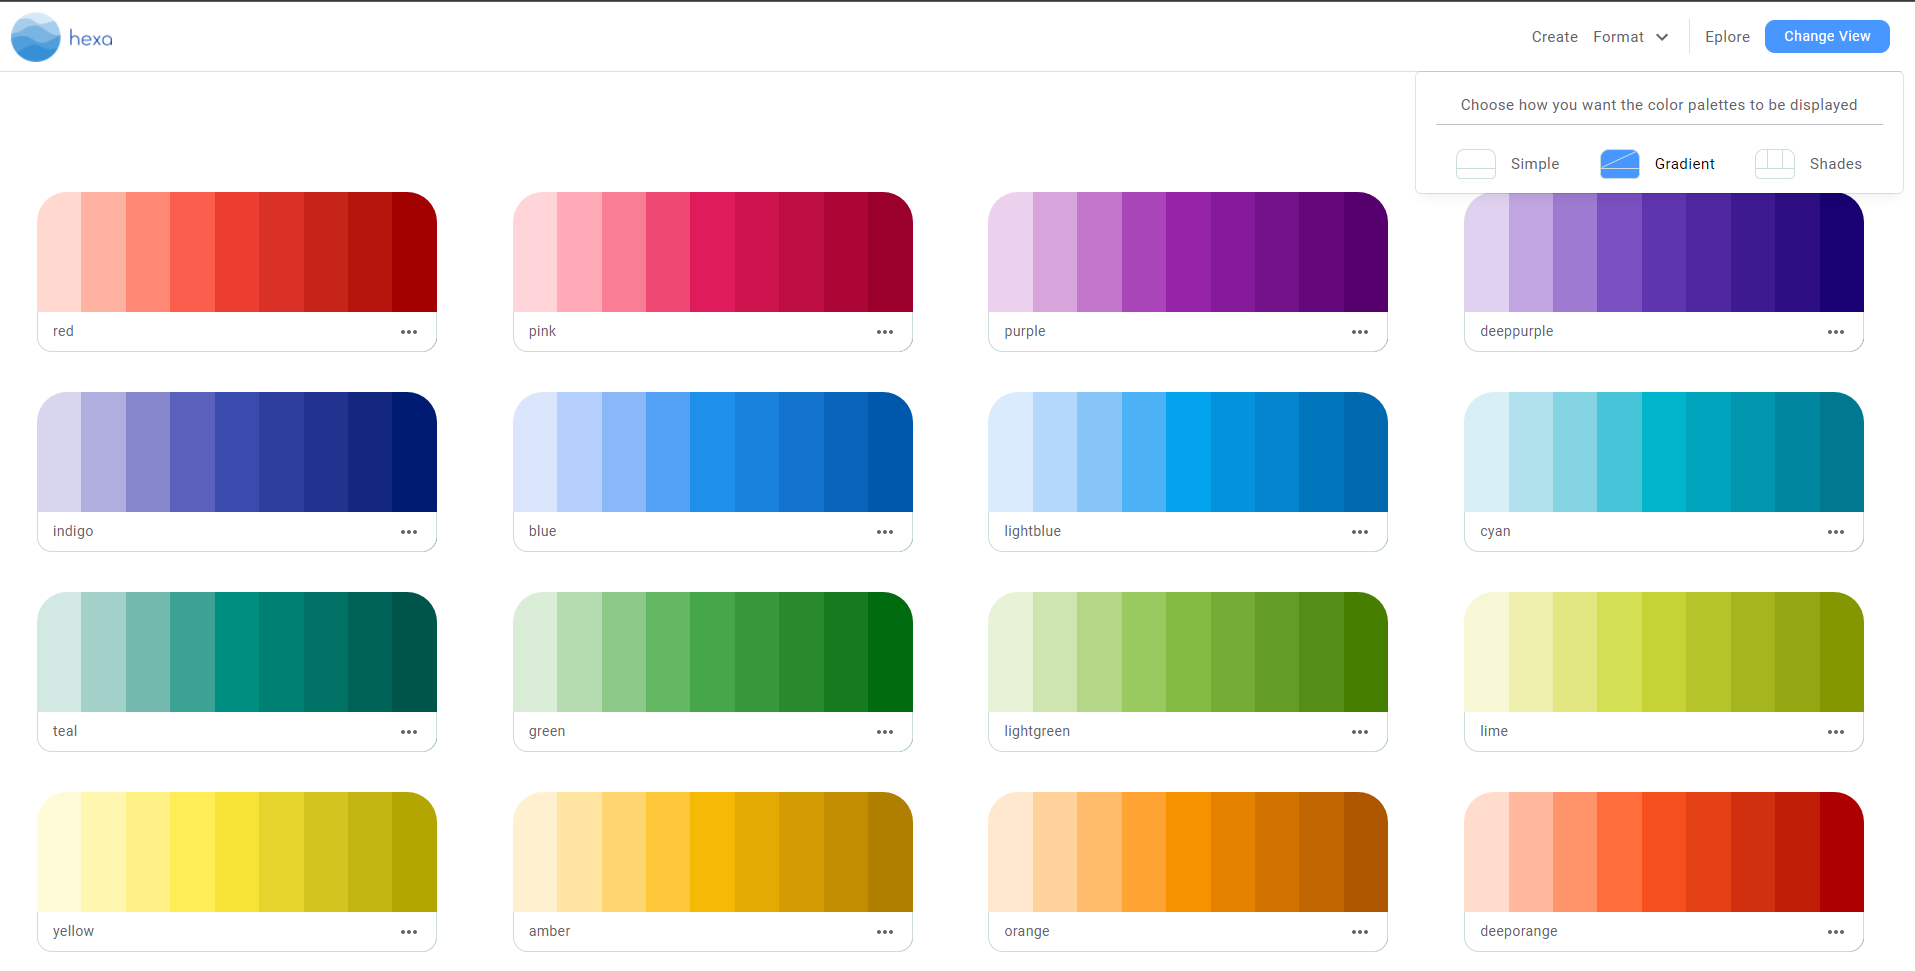 hexa
Create Format Eplore Change View
Choose how you want the color palettes to be displayed
Simple Gradient Shades
red pink purple deeppurple
indigo blue lightblue cyan
teal green lightgreen lime
yellow amber orange deeporange